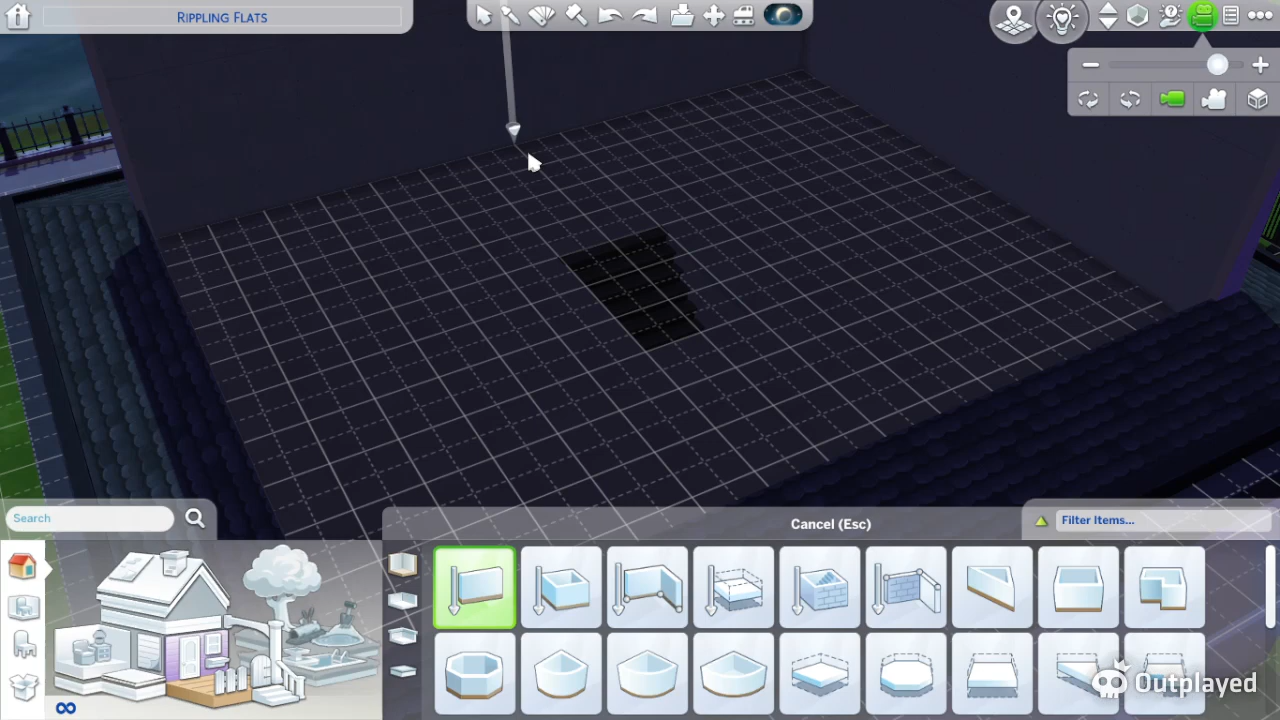 Rippling Flats
Search
Cancel (Esc)
Filter Items...
Outplayed